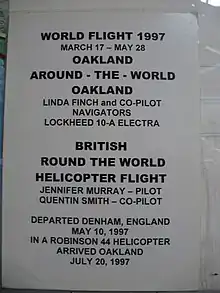 WORLD FLIGHT 1997
MARCH 17 – MAY 28
OAKLAND
AROUND - THE - WORLD
OAKLAND
LINDA FINCH and CO-PILOT
NAVIGATORS
LOCKHEED 10-A ELECTRA
BRITISH
ROUND THE WORLD
HELICOPTER FLIGHT
JENNIFER MURRAY – PILOT
QUENTIN SMITH – CO-PILOT
DEPARTED DENHAM, ENGLAND
MAY 10, 1997
IN A ROBINSON 44 HELICOPTER
ARRIVED OAKLAND
JULY 20, 1997